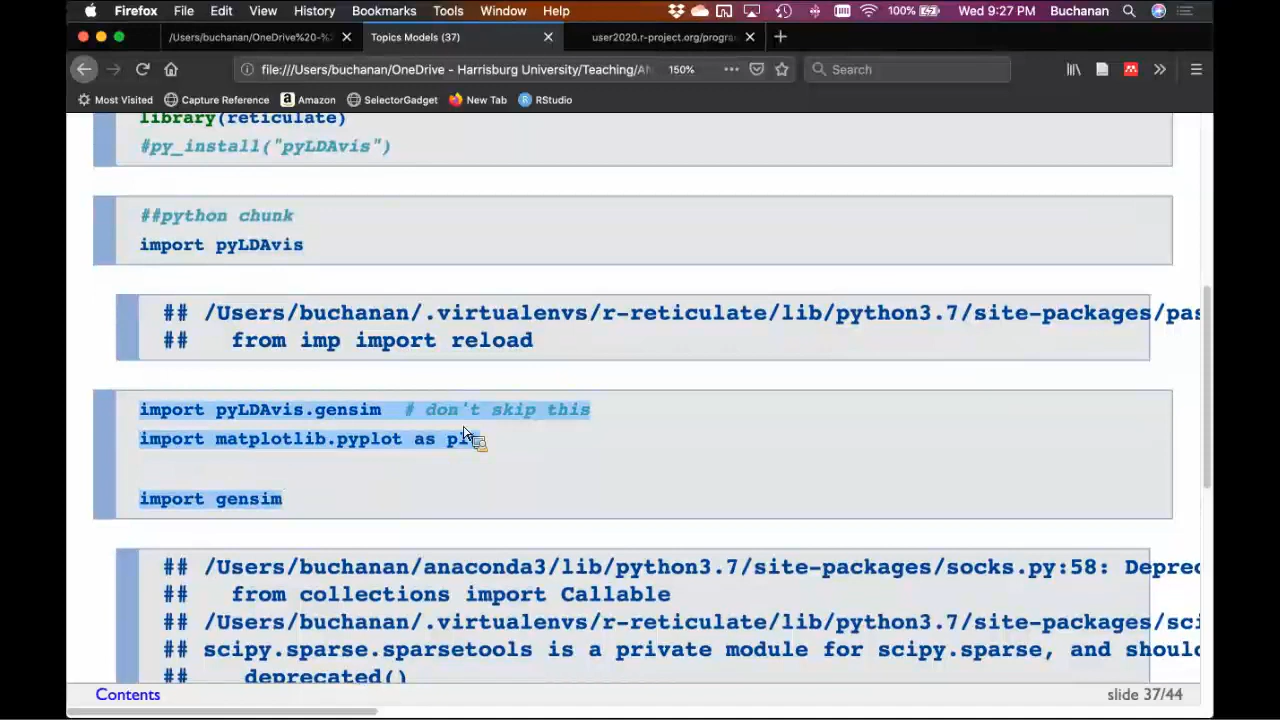 Firefox File Edit View History Bookmarks Tools Window Help 100% Wed 9:27 PM Buchanan
/Users/buchanan/OneDrive%20-% Topics Models (37) user2020.r-project.org/progra
file:///Users/buchanan/OneDrive - Harrisburg University/Teaching/A 150% Search
Most Visited Capture Reference Amazon SelectorGadget New Tab RStudio
library(reticulate)
#py_install("pyLDAvis")
##python chunk
import pyLDAvis
## /Users/buchanan/.virtualenvs/r-reticulate/lib/python3.7/site-packages/pas
## from imp import reload
import pyLDAvis.gensim # don't skip this
import matplotlib.pyplot as pl
import gensim
## /Users/buchanan/anaconda3/lib/python3.7/site-packages/socks.py:58: Deprec
## from collections import Callable
## /Users/buchanan/.virtualenvs/r-reticulate/lib/python3.7/site-packages/sci
## scipy.sparse.sparsetools is a private module for scipy.sparse, and shoul
## deprecated()
Contents slide 37/44